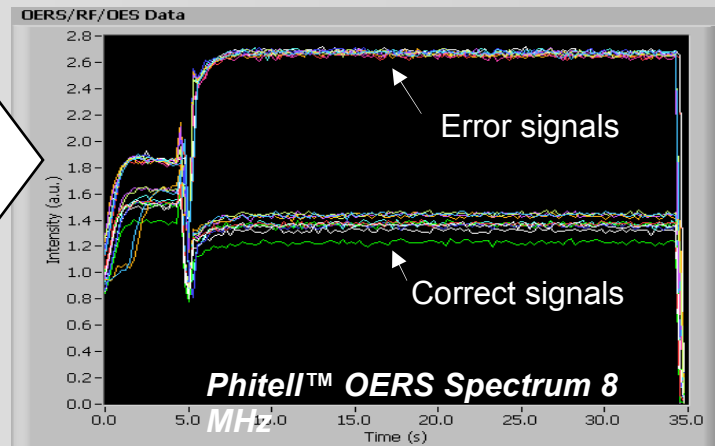 OERS/RF/OES Data
2.8
2.6
2.4
2.2
2.0
1.8
1.6
1.4
1.2
1.0
0.8
0.6
0.4
0.2
0.0
Intensity (a.u.)
Error signals
Correct signals
Phitell™ OERS Spectrum 8
MHz
0.0 5.0 10.0 15.0 20.0 25.0 30.0 35.0
Time (s)